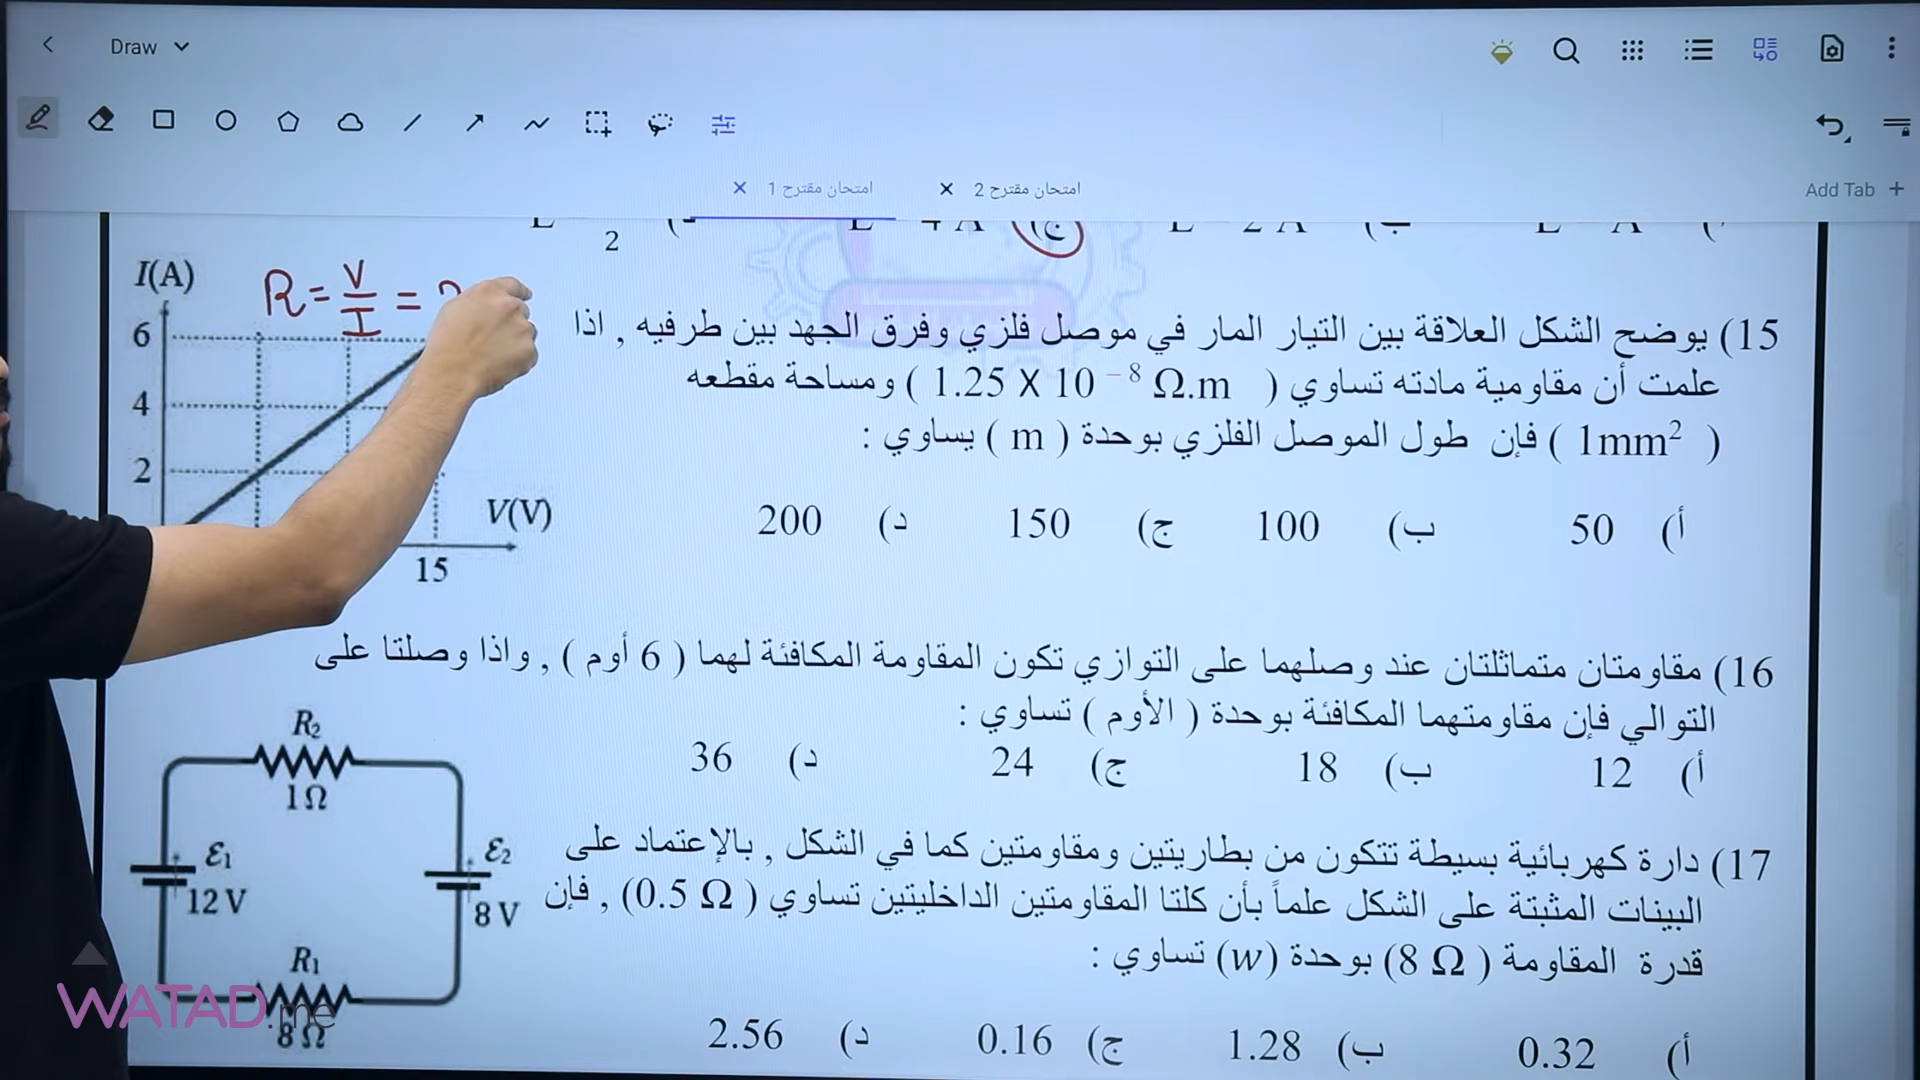 Draw
امتحان مقترح 1
امتحان مقترح 2
Add Tab +
2
ج)
I(A)
R = V/I =
6
4
2
V(V)
15
15) يوضح الشكل العلاقة بين التيار المار في موصل فلزي وفرق الجهد بين طرفيه , اذا
علمت أن مقاومية مادته تساوي ( 1.25 X 10 ⁻⁸ Ω.m ) ومساحة مقطعه
( 1mm² ) فإن طول الموصل الفلزي بوحدة ( m ) يساوي :
أ) 50 ب) 100 ج) 150 د) 200
16) مقاومتان متماثلتان عند وصلهما على التوازي تكون المقاومة المكافئة لهما ( 6 أوم ) , واذا وصلتا على
التوالي فإن مقاومتهما المكافئة بوحدة ( الأوم ) تساوي :
أ) 12 ب) 18 ج) 24 د) 36
17) دارة كهربائية بسيطة تتكون من بطاريتين ومقاومتين كما في الشكل , بالإعتماد على
البينات المثبتة على الشكل علماً بأن كلتا المقاومتين الداخليتين تساوي ( 0.5 Ω) , فإن
قدرة المقاومة ( 8 Ω) بوحدة (w) تساوي :
أ) 0.32 ب) 1.28 ج) 0.16 د) 2.56
R₂
1Ω
ε₁
12 V
ε₂
8 V
R₁
8Ω
WATAD.me